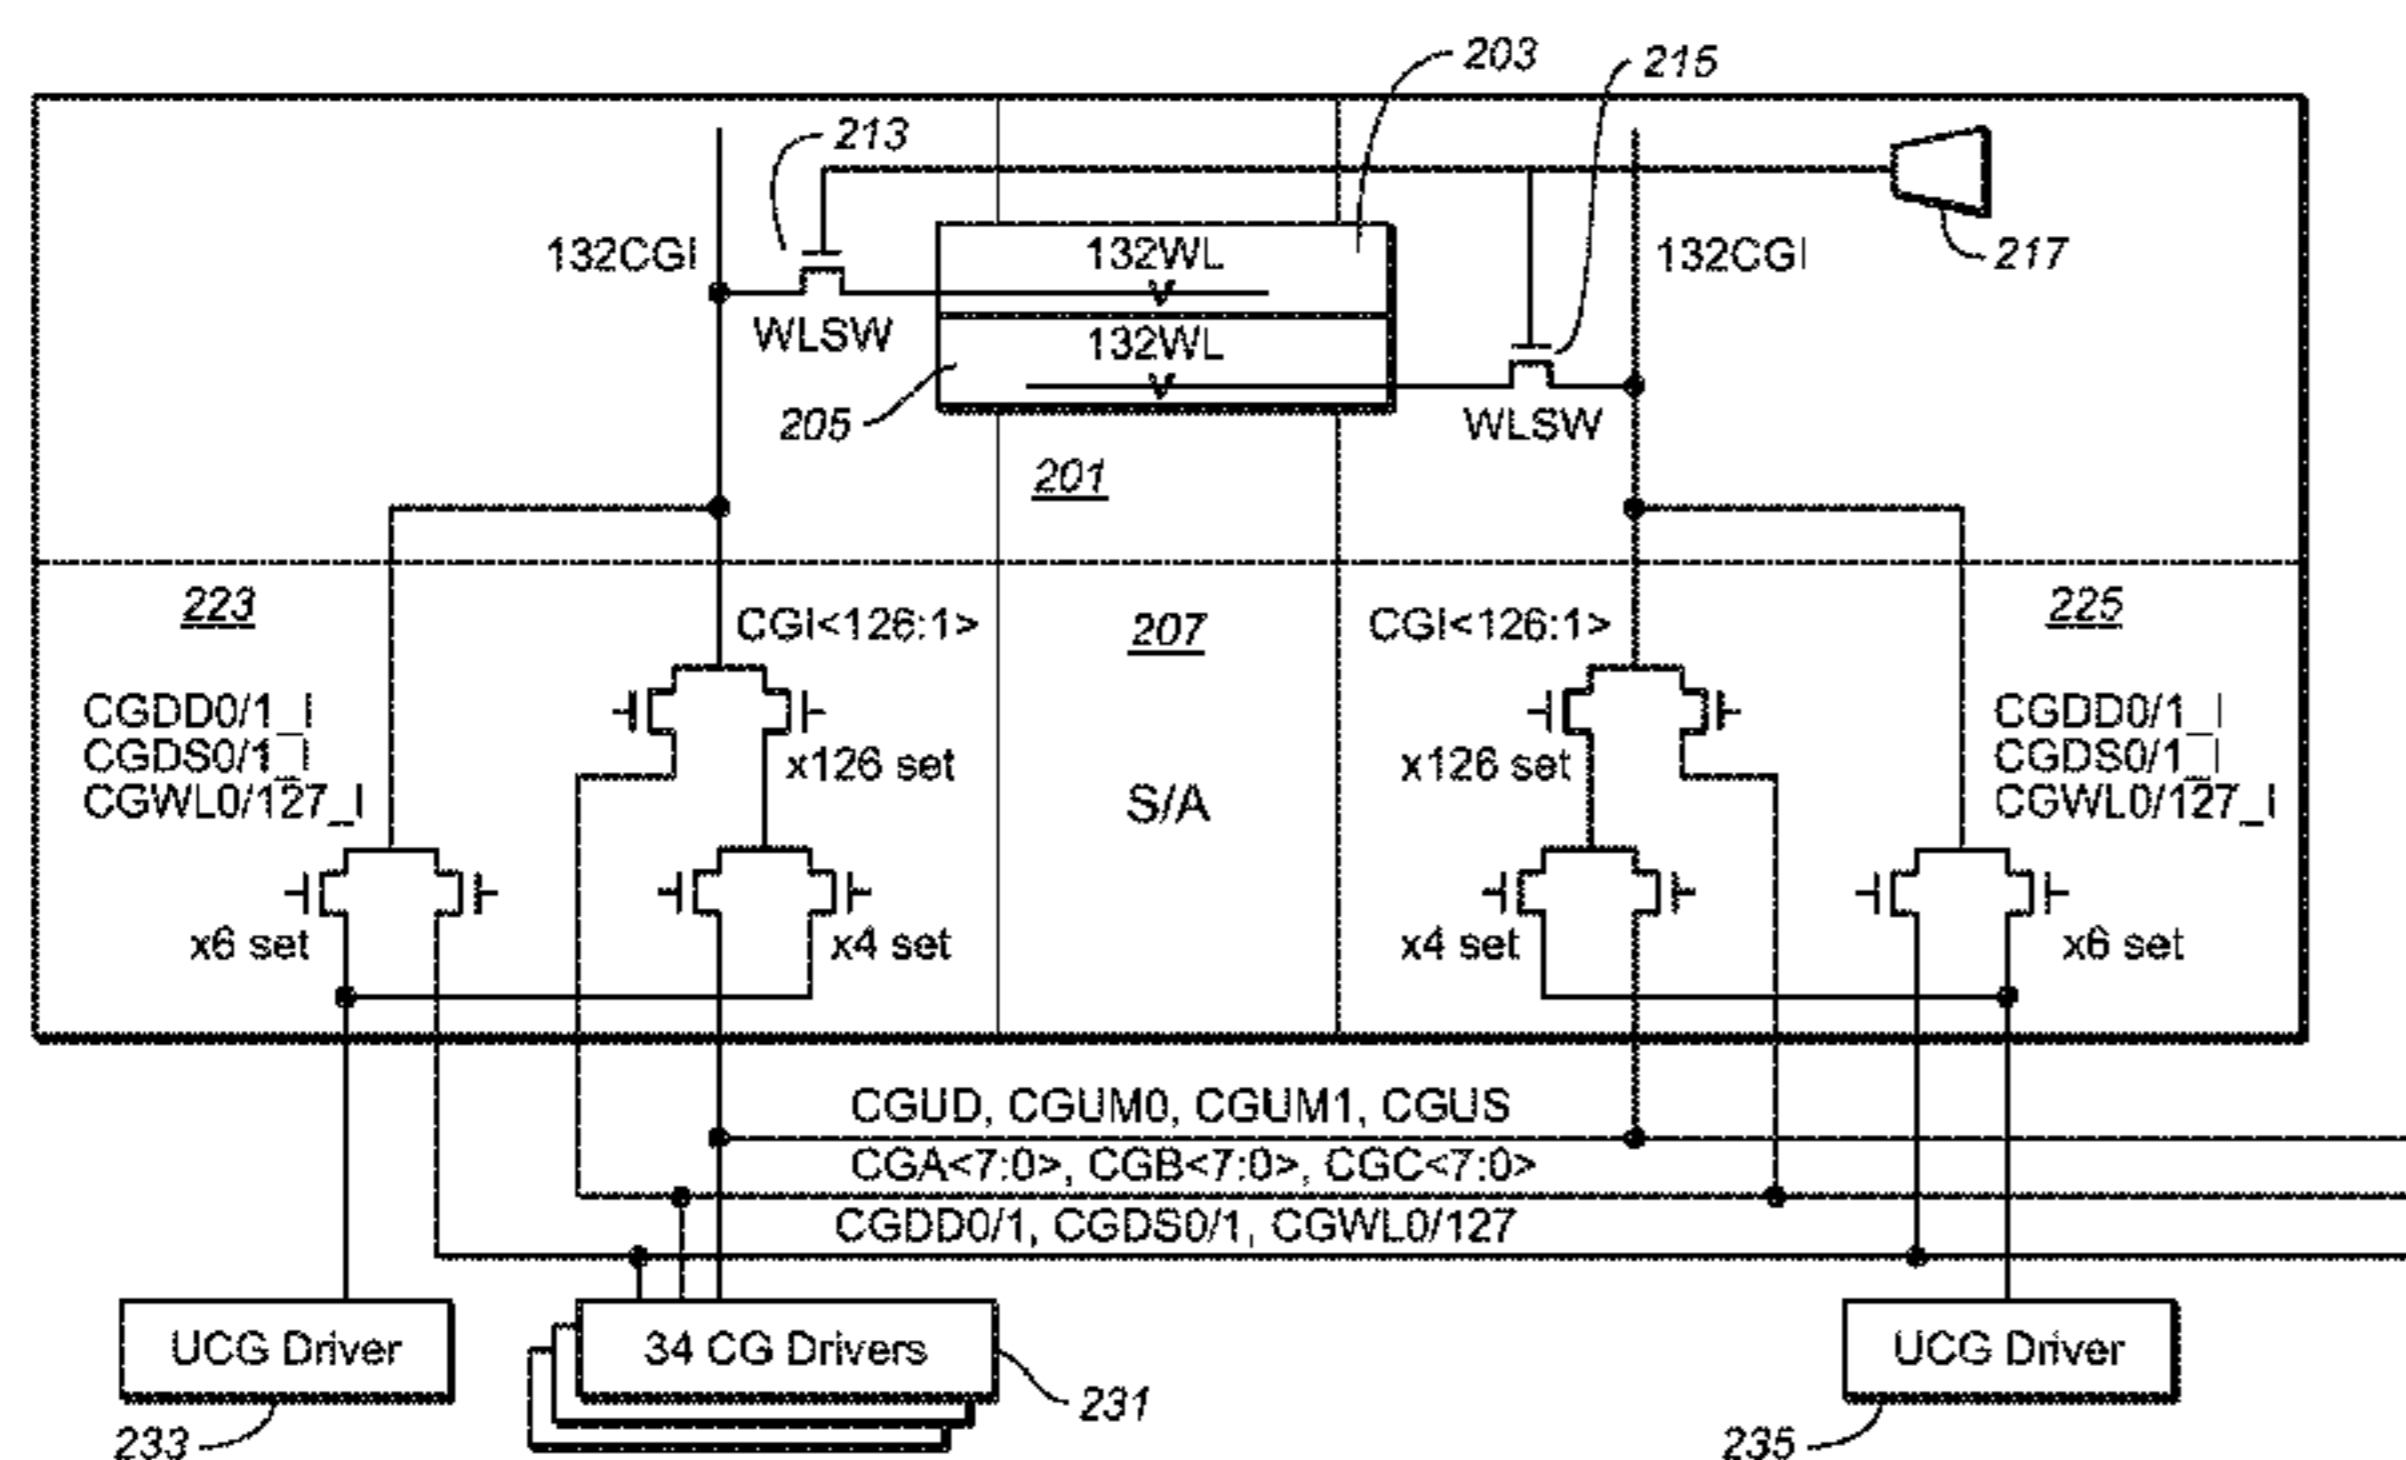 203
215
213
132CGI
132WL
132CGI
217
WLSW
132WL
205
WLSW
201
223
CGI<126:1>
207
CGI<126:1>
225
CGDD0/1_I
CGDS0/1_I
CGWL0/127_I
x126 set
S/A
x126 set
CGDD0/1_I
CGDS0/1_I
CGWL0/127_I
x6 set
x4 set
x4 set
x6 set
CGUD, CGUM0, CGUM1, CGUS
CGA<7:0>, CGB<7:0>, CGC<7:0>
CGDD0/1, CGDS0/1, CGWL0/127
UCG Driver
34 CG Drivers
UCG Driver
231
233
235